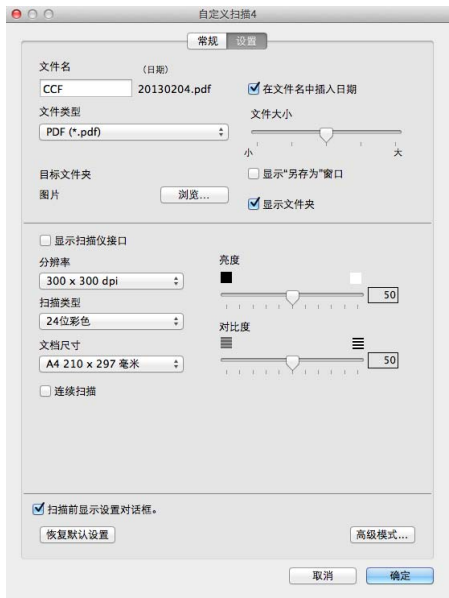 自定义扫描4
常规 设置
文件名 (日期)
CCF 20130204.pdf 在文件名中插入日期
文件类型 文件大小
PDF (*.pdf)
小 大
目标文件夹 显示“另存为”窗口
图片 浏览... 显示文件夹
显示扫描仪接口
分辨率 亮度
300 x 300 dpi 50
扫描类型
24位彩色 对比度
文档尺寸
A4 210 x 297 毫米 50
连续扫描
扫描前显示设置对话框。
恢复默认设置 高级模式...
取消 确定